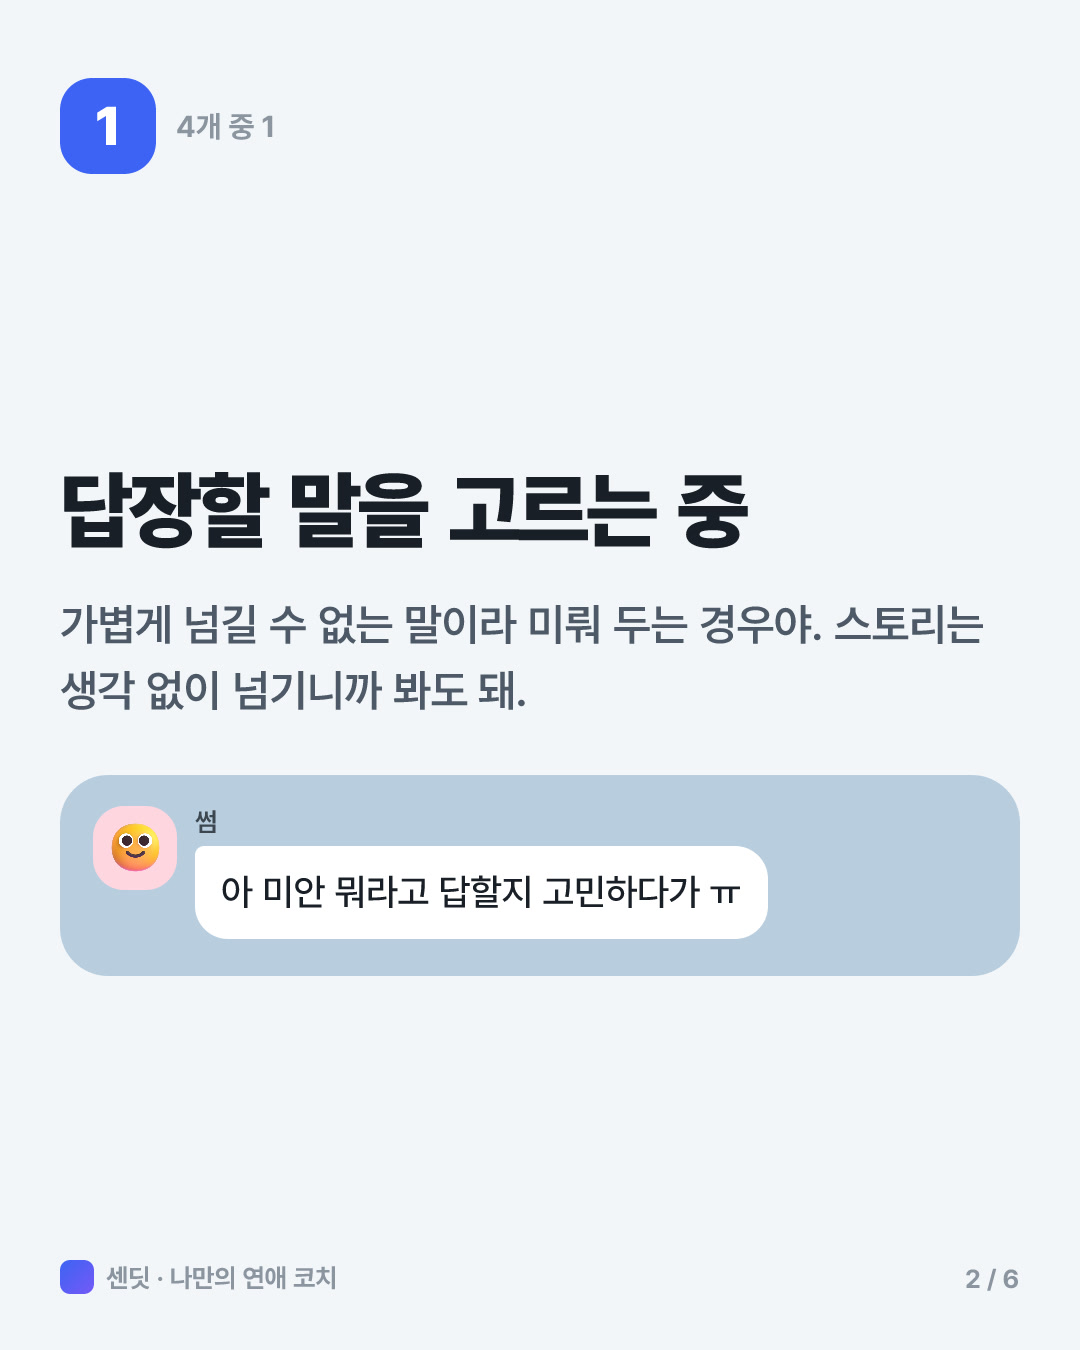 1
4개 중 1
답장할 말을 고르는 중
가볍게 넘길 수 없는 말이라 미뤄 두는 경우야. 스토리는
생각 없이 넘기니까 봐도 돼.
썸
아 미안 뭐라고 답할지 고민하다가 ㅠ
센딧 · 나만의 연애 코치
2 / 6